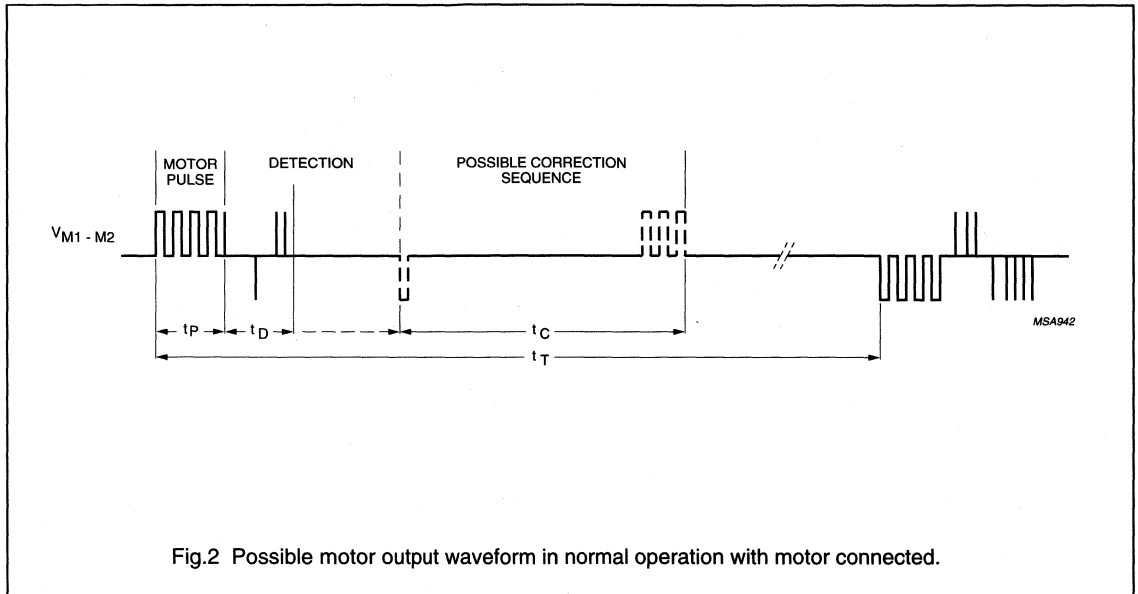 MOTOR
PULSE
DETECTION
POSSIBLE CORRECTION
SEQUENCE
VM1 - M2
tP
tD
tC
tT
MSA942
Fig.2 Possible motor output waveform in normal operation with motor connected.